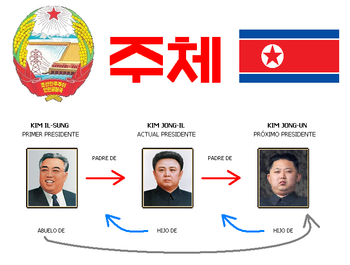 주체
KIM IL-SUNG
PRIMER PRESIDENTE
KIM JONG-IL
ACTUAL PRESIDENTE
KIM JONG-UN
PRÓXIMO PRESIDENTE
PADRE DE
PADRE DE
ABUELO DE
HIJO DE
HIJO DE